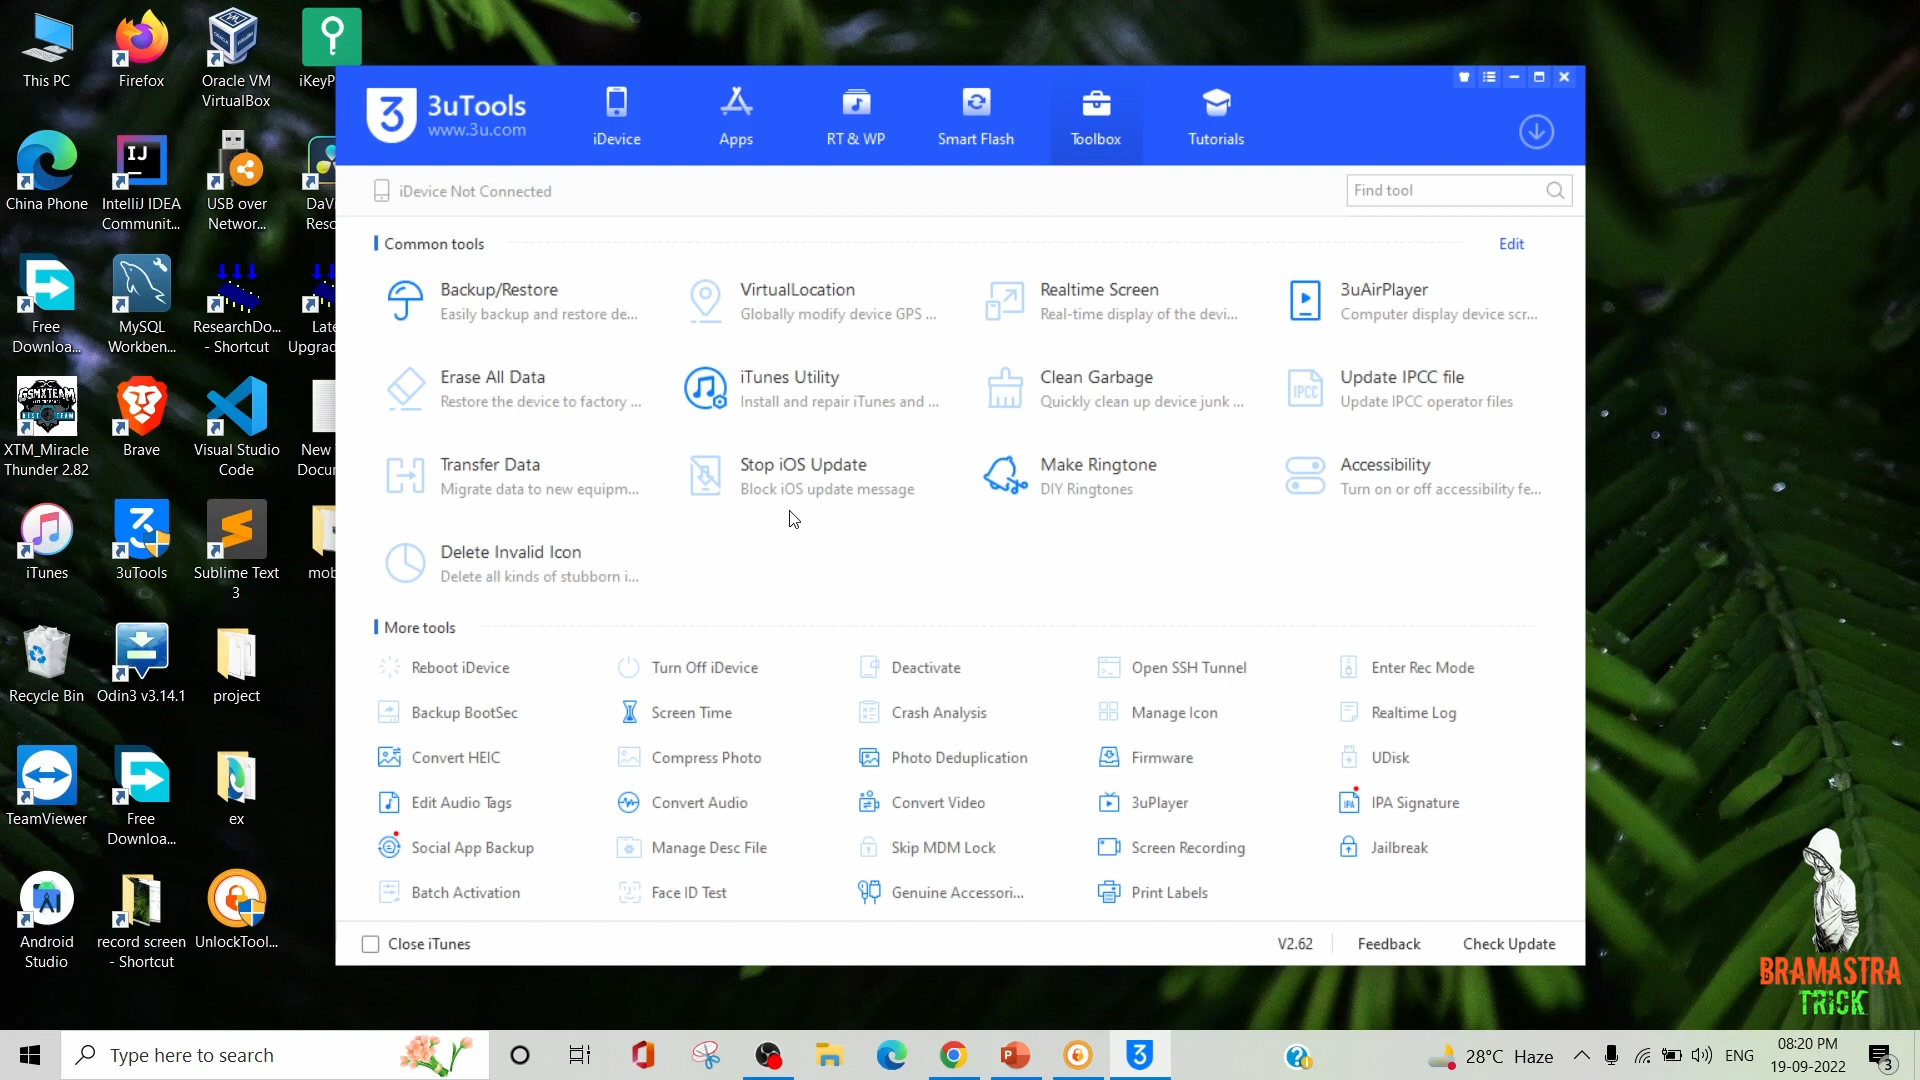 This PC
Firefox
Oracle VM
VirtualBox
iKeyP
China Phone
IntelliJ IDEA
Communit...
USB over
Networ...
DaVi
Resc
Free
Downloa...
MySQL
Workben...
ResearchDo...
- Shortcut
Late
Upgrad
XTM_Miracle
Thunder 2.82
Brave
Visual Studio
Code
New
Docur
iTunes
3uTools
Sublime Text
3
mob
Recycle Bin
Odin3 v3.14.1
project
TeamViewer
Free
Downloa...
ex
Android
Studio
record screen
- Shortcut
UnlockTool...
3uTools
www.3u.com
iDevice
Apps
RT & WP
Smart Flash
Toolbox
Tutorials
iDevice Not Connected
Find tool
Common tools
Edit
Backup/Restore
Easily backup and restore de...
VirtualLocation
Globally modify device GPS ...
Realtime Screen
Real-time display of the devi...
3uAirPlayer
Computer display device scr...
Erase All Data
Restore the device to factory ...
iTunes Utility
Install and repair iTunes and ...
Clean Garbage
Quickly clean up device junk ...
IPCC
Update IPCC file
Update IPCC operator files
Transfer Data
Migrate data to new equipm...
Stop iOS Update
Block iOS update message
Make Ringtone
DIY Ringtones
Accessibility
Turn on or off accessibility fe...
Delete Invalid Icon
Delete all kinds of stubborn i...
More tools
Reboot iDevice
Turn Off iDevice
Deactivate
Open SSH Tunnel
Enter Rec Mode
Backup BootSec
Screen Time
Crash Analysis
Manage Icon
Realtime Log
Convert HEIC
Compress Photo
Photo Deduplication
Firmware
UDisk
Edit Audio Tags
Convert Audio
Convert Video
3uPlayer
IPA Signature
Social App Backup
Manage Desc File
Skip MDM Lock
Screen Recording
Jailbreak
Batch Activation
Face ID Test
Genuine Accessori...
Print Labels
Close iTunes
V2.62
Feedback
Check Update
BRAMASTRA
TRICK
Type here to search
28°C Haze
ENG
08:20 PM
19-09-2022
3